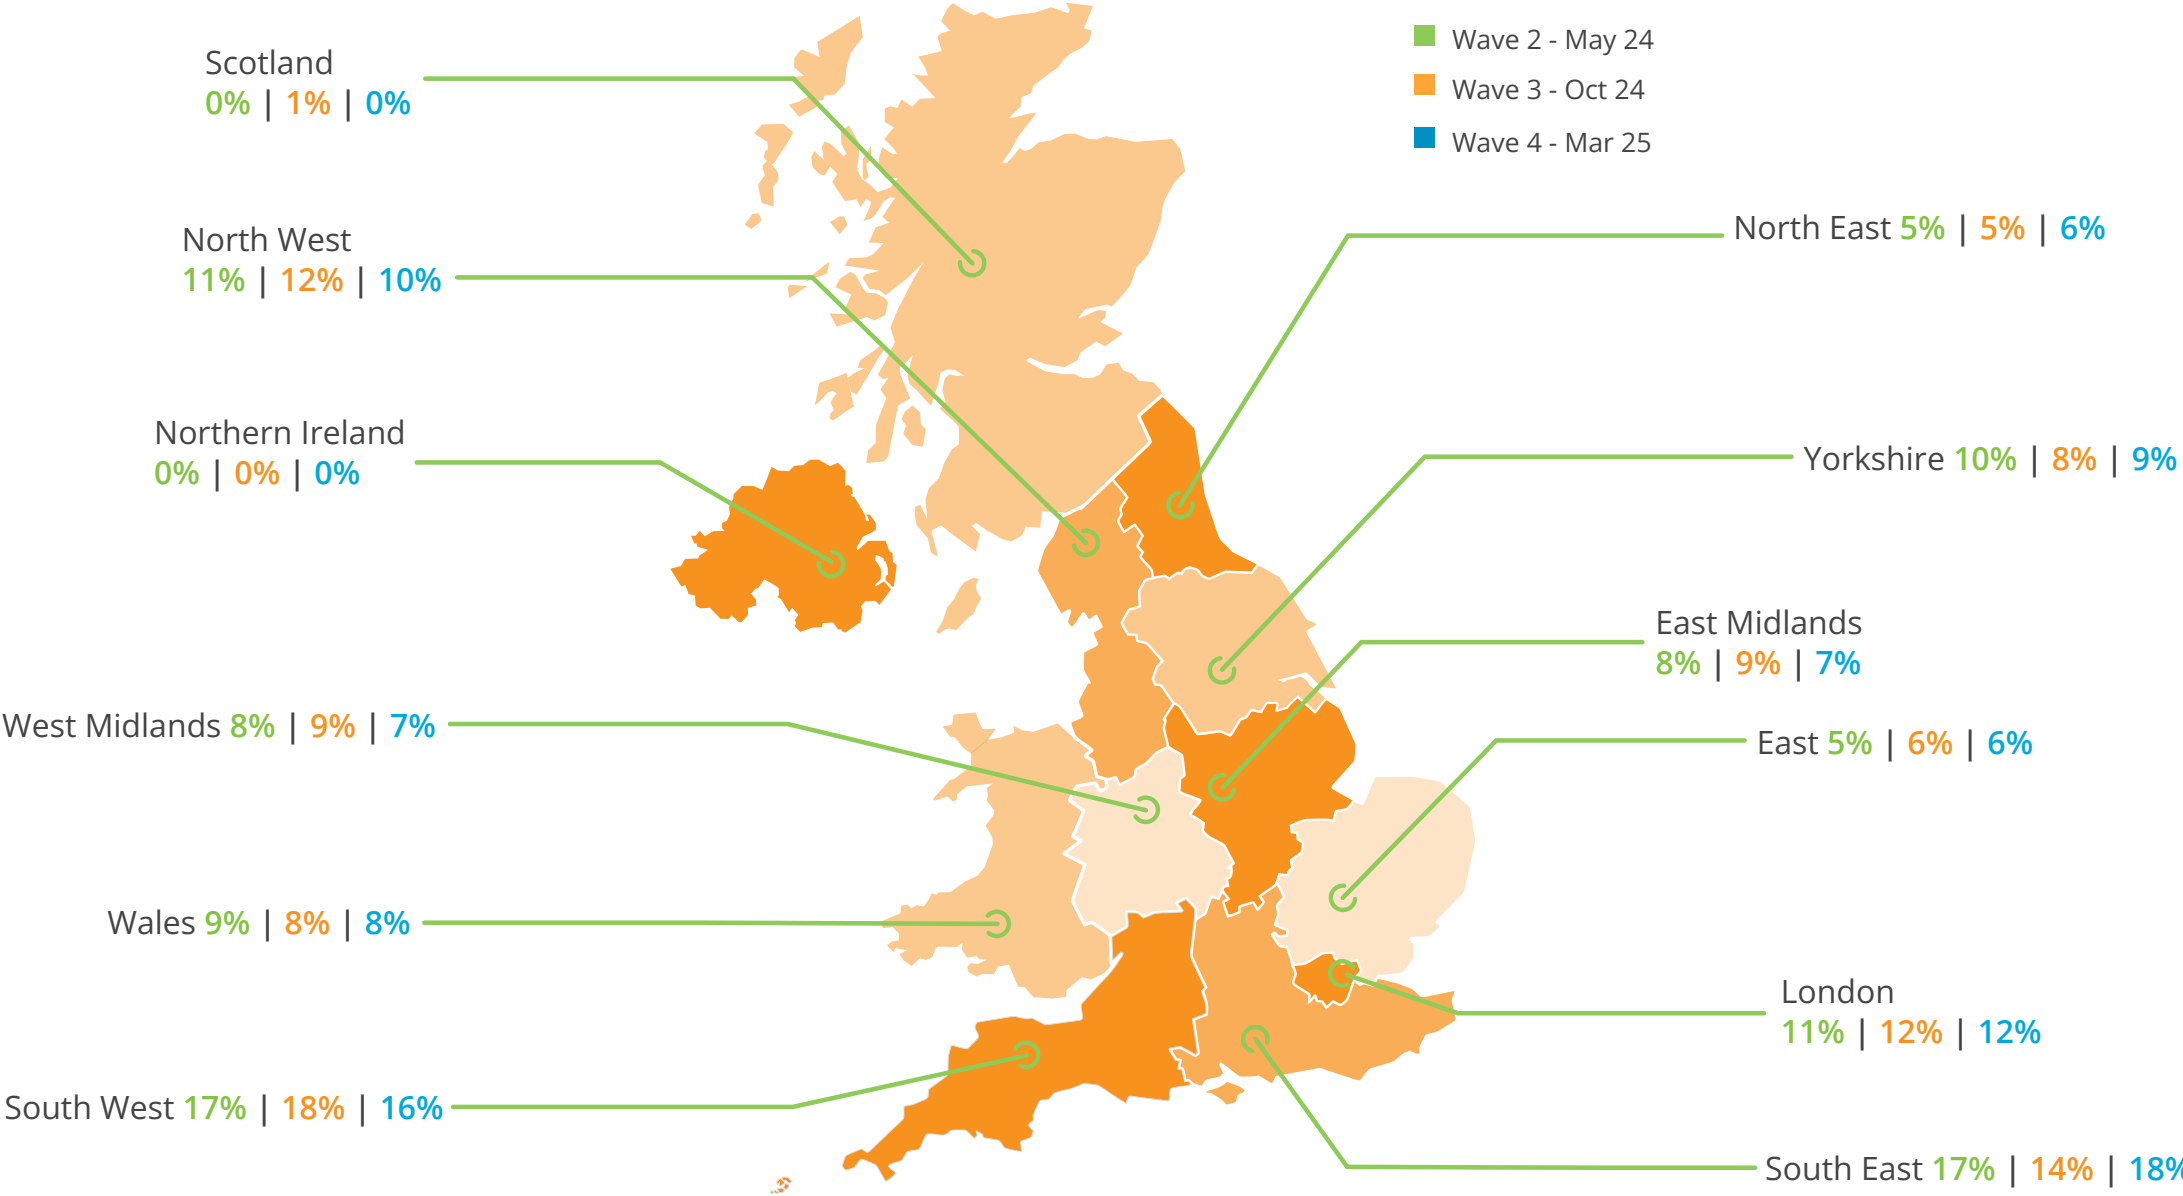 Scotland
0% | 1% | 0%
North West
11% | 12% | 10%
Northern Ireland
0% | 0% | 0%
West Midlands 8% | 9% | 7%
Wales 9% | 8% | 8%
South West 17% | 18% | 16%
Wave 2 - May 24
Wave 3 - Oct 24
Wave 4 - Mar 25
North East 5% | 5% | 6%
Yorkshire 10% | 8% | 9%
East Midlands
8% | 9% | 7%
East 5% | 6% | 6%
London
11% | 12% | 12%
South East 17% | 14% | 18%